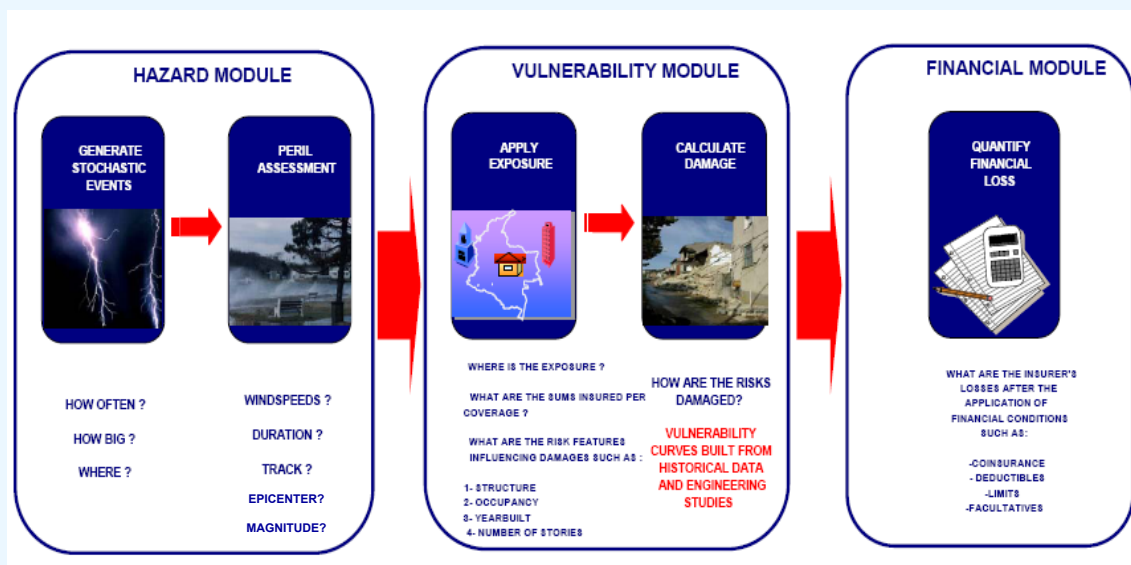 HAZARD MODULE
GENERATE
STOCHASTIC
EVENTS
PERIL
ASSESSMENT
HOW OFTEN ?
HOW BIG ?
WHERE ?
WINDSPEEDS ?
DURATION ?
TRACK ?
EPICENTER?
MAGNITUDE?
VULNERABILITY MODULE
APPLY
EXPOSURE
CALCULATE
DAMAGE
WHERE IS THE EXPOSURE ?
WHAT ARE THE SUMS INSURED PER
COVERAGE ?
WHAT ARE THE RISK FEATURES
INFLUENCING DAMAGES SUCH AS :
1- STRUCTURE
2- OCCUPANCY
3- YEARBUILT
4- NUMBER OF STORIES
HOW ARE THE RISKS
DAMAGED?
VULNERABILITY
CURVES BUILT FROM
HISTORICAL DATA
AND ENGINEERING
STUDIES
FINANCIAL MODULE
QUANTIFY
FINANCIAL
LOSS
WHAT ARE THE INSURER'S
LOSSES AFTER THE
APPLICATION OF
FINANCIAL CONDITIONS
SUCH AS:
-COINSURANCE
- DEDUCTIBLES
-LIMITS
-FACULTATIVES